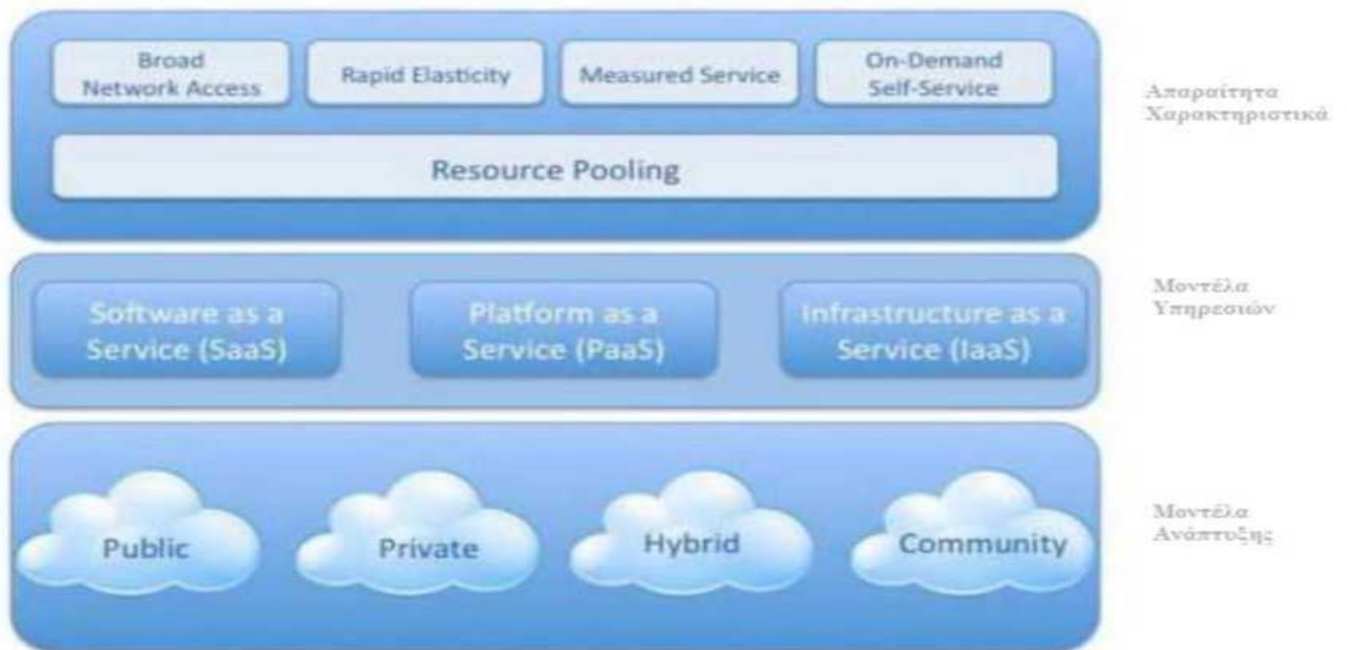 Broad
Network Access
Rapid Elasticity
Measured Service
On-Demand
Self-Service
Απαραίτητα
Χαρακτηριστικά
Resource Pooling
Software as a
Service (SaaS)
Platform as a
Service (PaaS)
Infrastructure as a
Service (IaaS)
Μοντέλα
Υπηρεσιών
Public
Private
Hybrid
Community
Μοντέλα
Ανάπτυξης